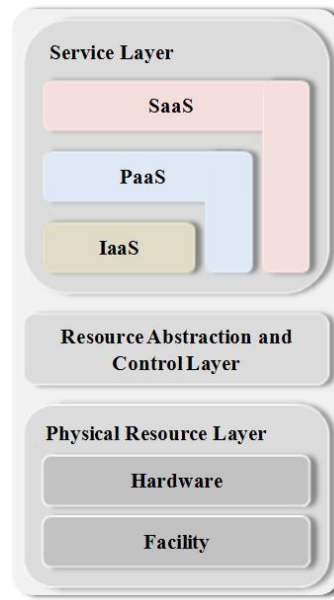 Service Layer
SaaS
PaaS
IaaS
Resource Abstraction and
Control Layer
Physical Resource Layer
Hardware
Facility